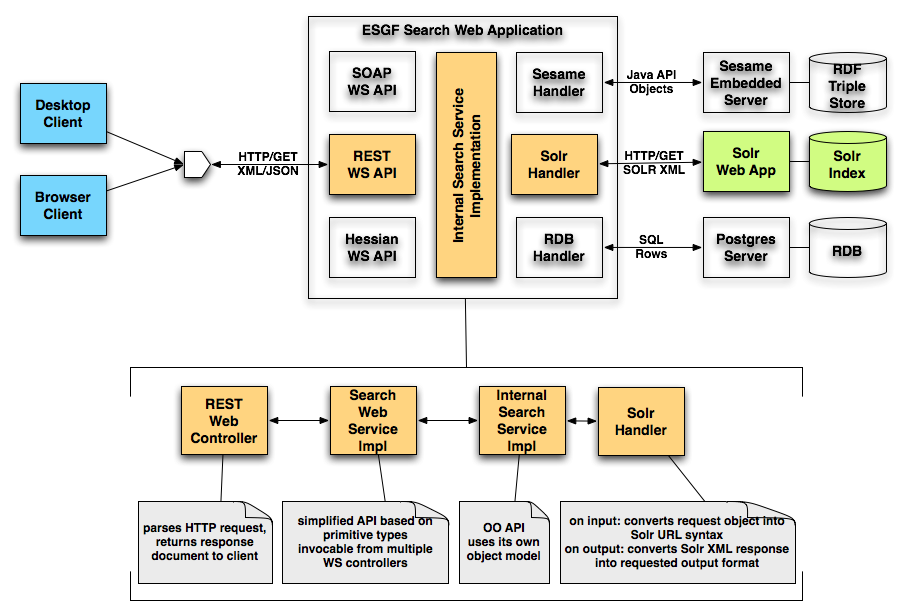 ESGF Search Web Application
Desktop
Client
Browser
Client
HTTP/GET
XML/JSON
SOAP
WS API
REST
WS API
Hessian
WS API
Internal Search Service
Implementation
Sesame
Handler
Solr
Handler
RDB
Handler
Java API
Objects
HTTP/GET
SOLR XML
SQL
Rows
Sesame
Embedded
Server
Solr
Web App
Postgres
Server
RDF
Triple
Store
Solr
Index
RDB
REST
Web
Controller
Search
Web
Service
Impl
Internal
Search
Service
Impl
Solr
Handler
parses HTTP request,
returns response
document to client
simplified API based on
primitive types
invocable from multiple
WS controllers
OO API
uses its own
object model
on input: converts request object into
Solr URL syntax
on output: converts Solr XML response
into requested output format